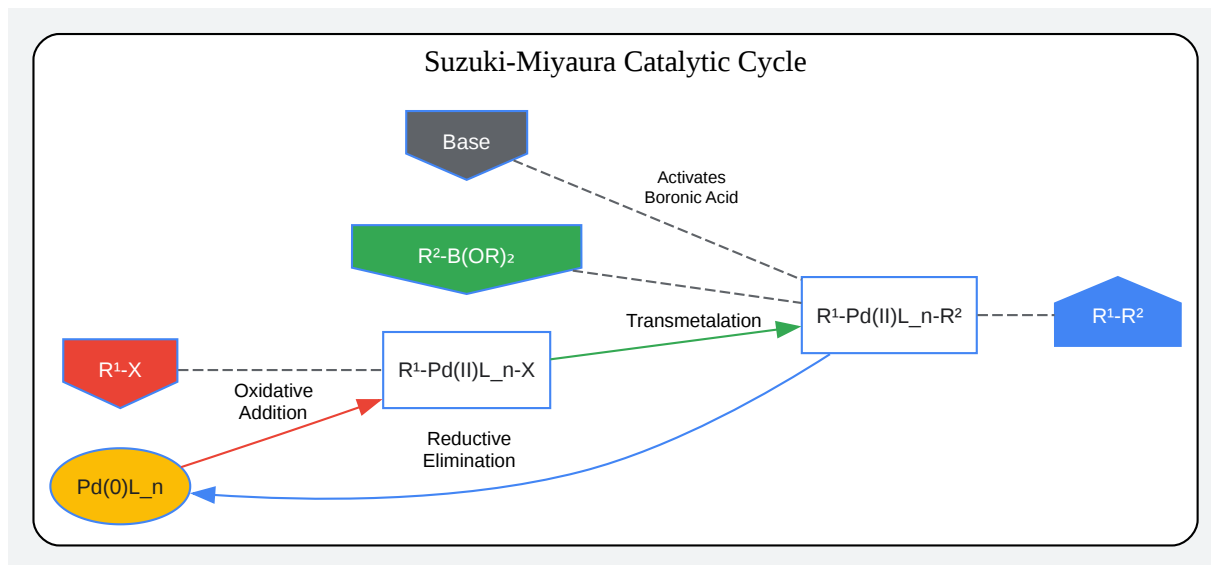 Suzuki-Miyaura Catalytic Cycle
Base
Activates
Boronic Acid
R²-B(OR)₂
Transmetalation
R¹-Pd(II)L_n-R²
R¹-R²
R¹-X
Oxidative
Addition
R¹-Pd(II)L_n-X
Reductive
Elimination
Pd(0)L_n